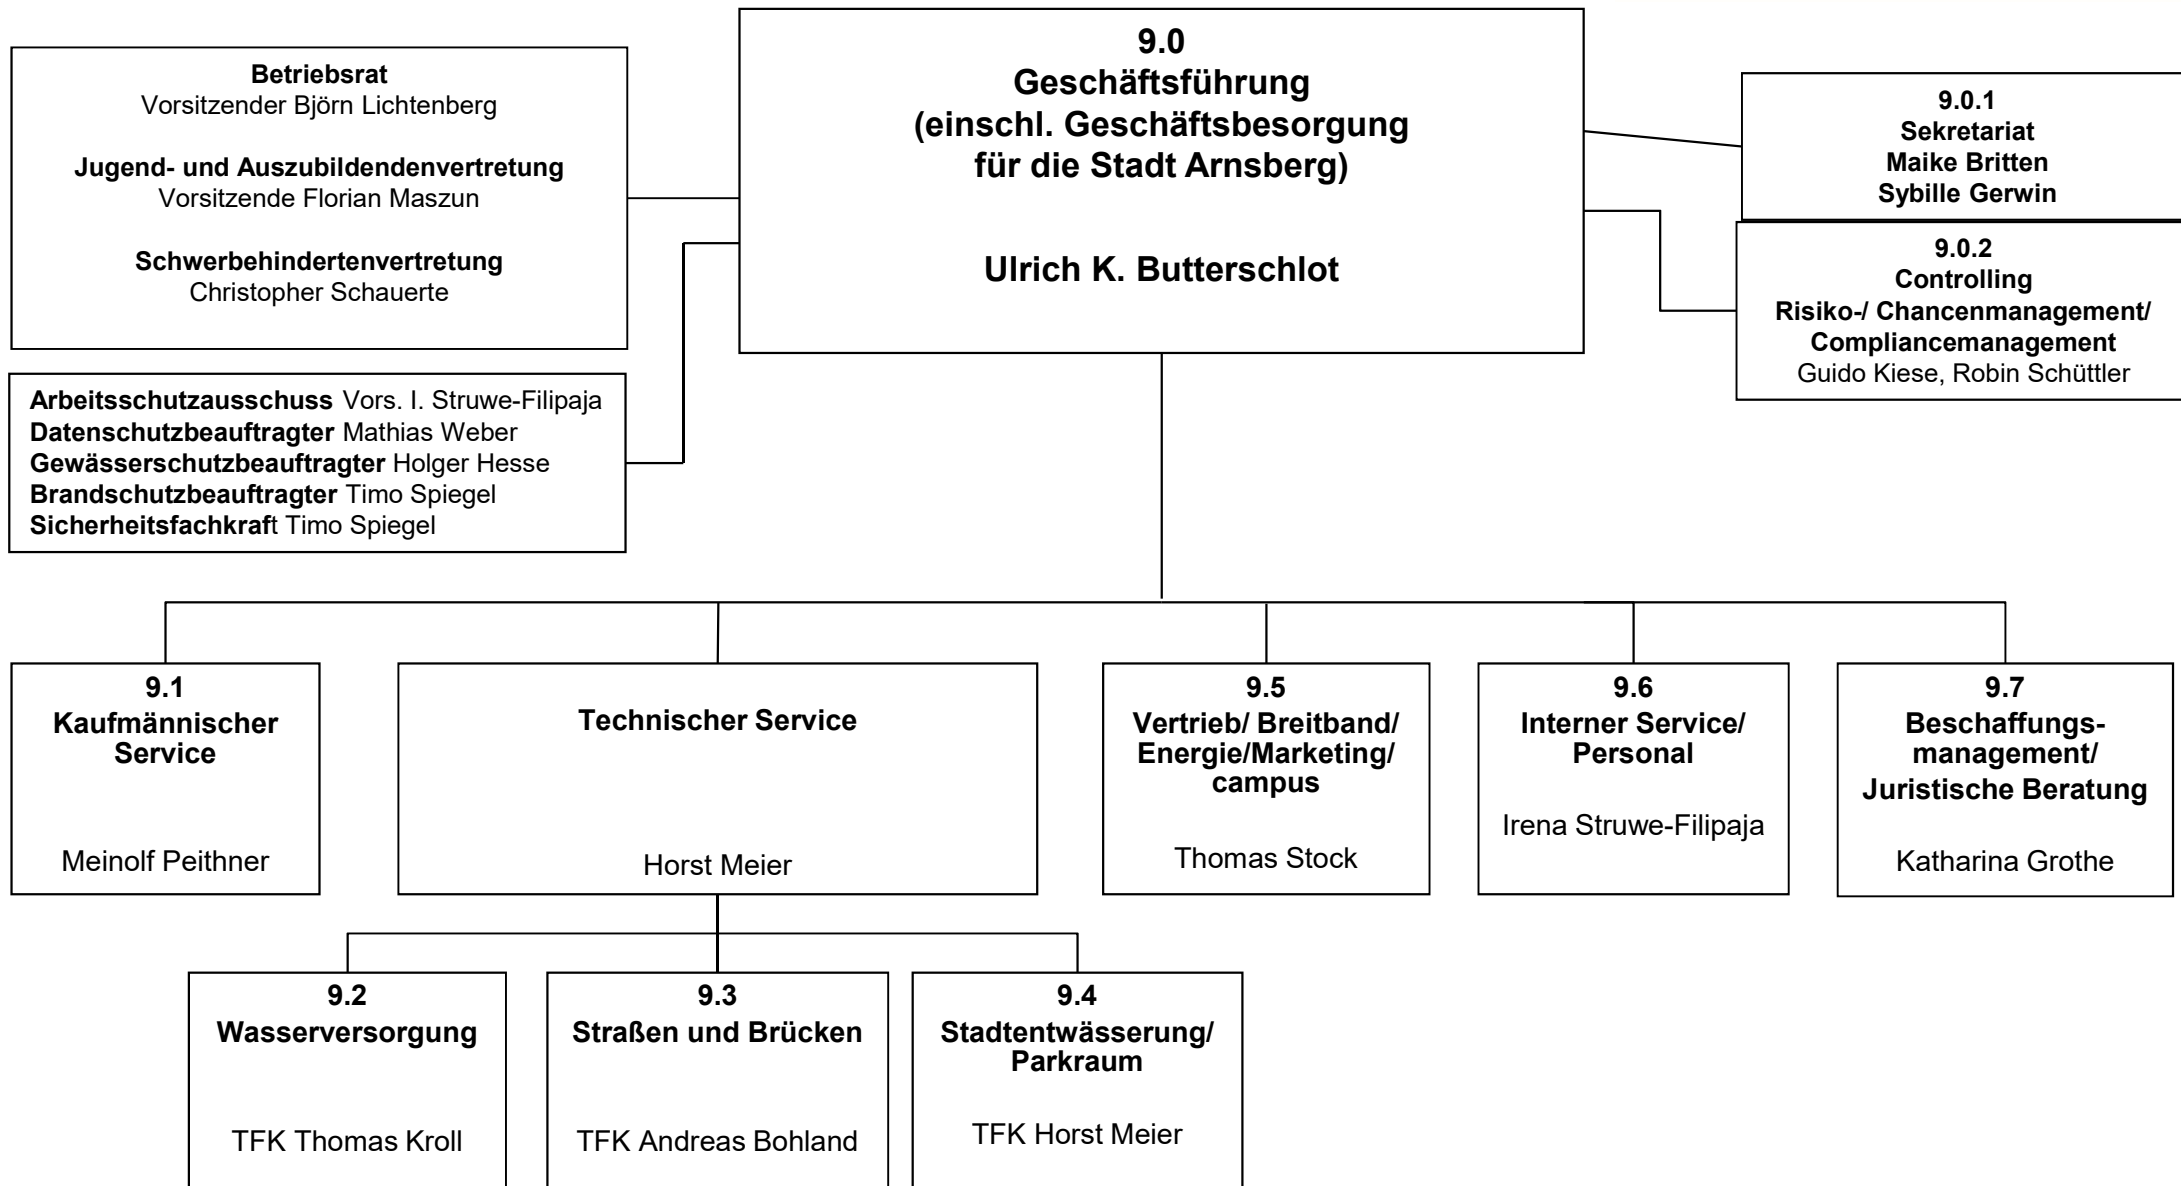 Betriebsrat
Vorsitzender Björn Lichtenberg
Jugend- und Auszubildendenvertretung
Vorsitzende Florian Maszun
Schwerbehindertenvertretung
Christopher Schauerte
9.0
Geschäftsführung
(einschl. Geschäftsbesorgung
für die Stadt Arnsberg)
Ulrich K. Butterschlot
9.0.1
Sekretariat
Maike Britten
Sybille Gerwin
9.0.2
Controlling
Risiko-/ Chancenmanagement/
Compliancemanagement
Guido Kiese, Robin Schüttler
Arbeitsschutzausschuss Vors. I. Struwe-Filipaja
Datenschutzbeauftragter Mathias Weber
Gewässerschutzbeauftragter Holger Hesse
Brandschutzbeauftragter Timo Spiegel
Sicherheitsfachkraft Timo Spiegel
9.1
Kaufmännischer
Service
Meinolf Peithner
Technischer Service
Horst Meier
9.5
Vertrieb/ Breitband/
Energie/Marketing/
campus
Thomas Stock
9.6
Interner Service/
Personal
Irena Struwe-Filipaja
9.7
Beschaffungs-
management/
Juristische Beratung
Katharina Grothe
9.2
Wasserversorgung
TFK Thomas Kroll
9.3
Straßen und Brücken
TFK Andreas Bohland
9.4
Stadtentwässerung/
Parkraum
TFK Horst Meier